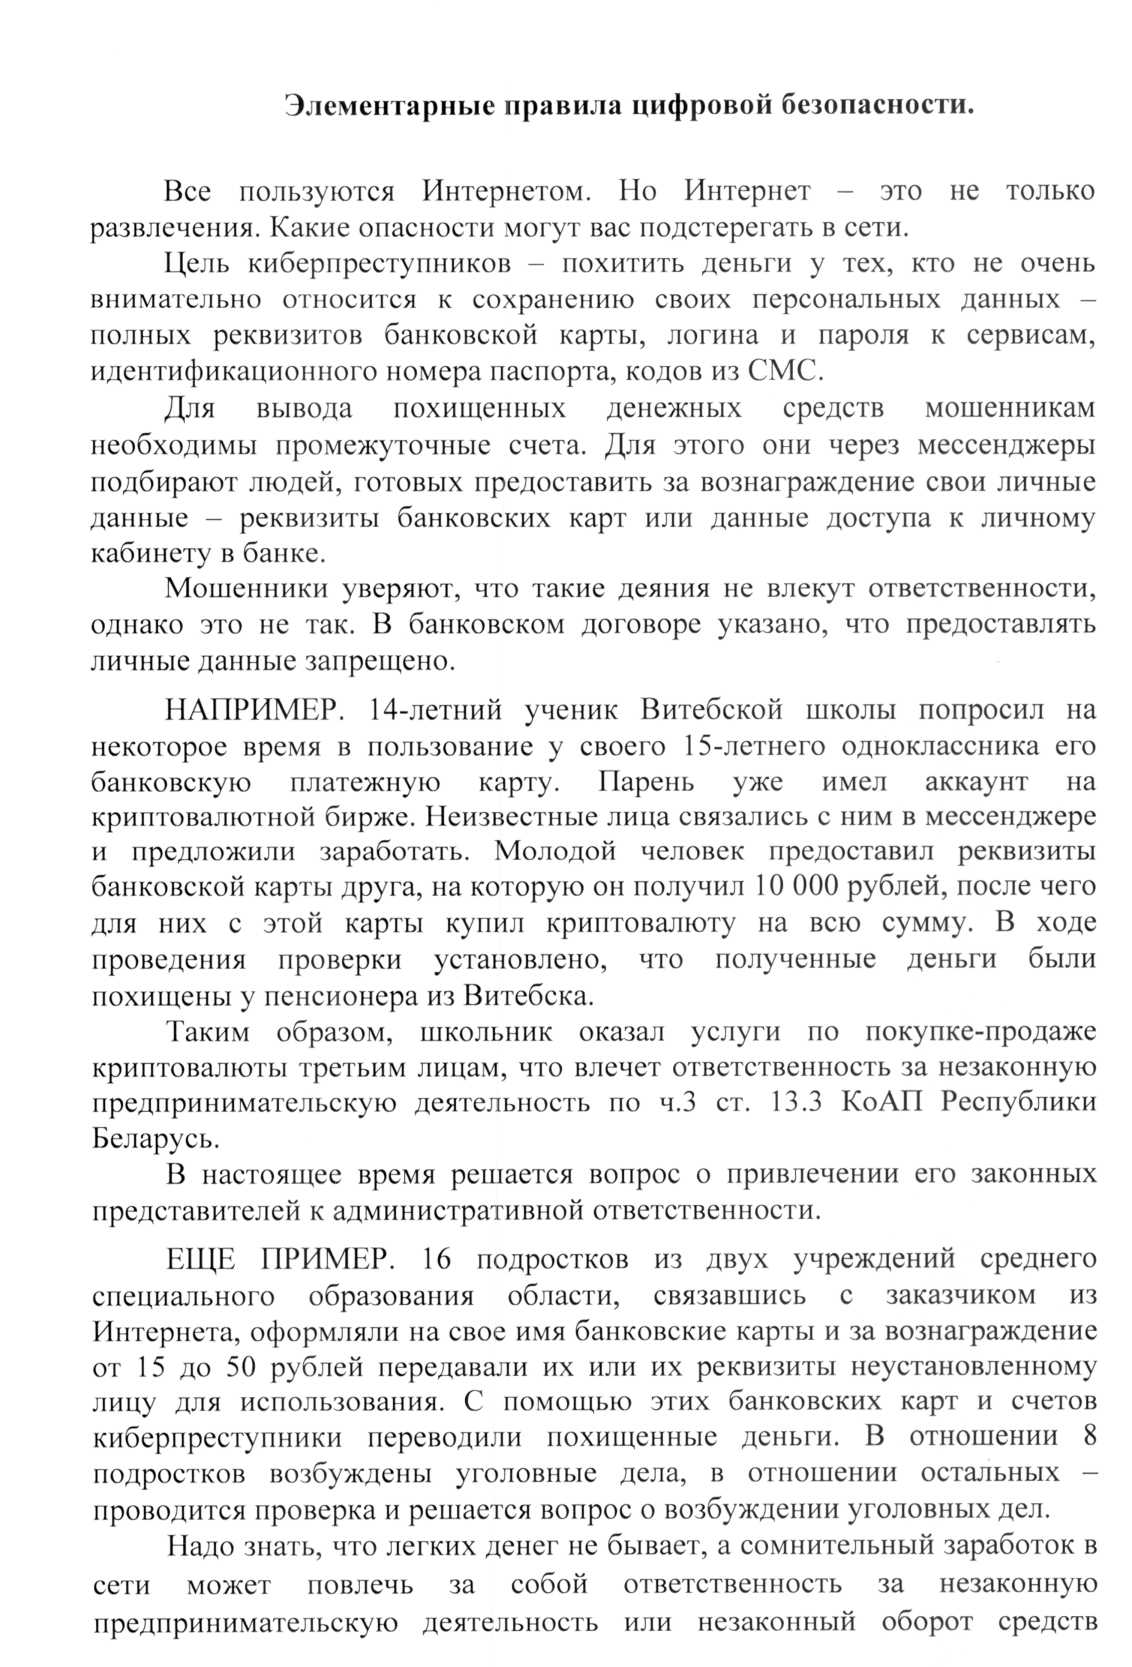 Элементарные правила цифровой безопасности.
Все пользуются Интернетом. Но Интернет – это не только
развлечения. Какие опасности могут вас подстерегать в сети.
Цель киберпреступников – похитить деньги у тех, кто не очень
внимательно относится к сохранению своих персональных данных –
полных реквизитов банковской карты, логина и пароля к сервисам,
идентификационного номера паспорта, кодов из СМС.
Для вывода похищенных денежных средств мошенникам
необходимы промежуточные счета. Для этого они через мессенджеры
подбирают людей, готовых предоставить за вознаграждение свои личные
данные – реквизиты банковских карт или данные доступа к личному
кабинету в банке.
Мошенники уверяют, что такие деяния не влекут ответственности,
однако это не так. В банковском договоре указано, что предоставлять
личные данные запрещено.
НАПРИМЕР. 14-летний ученик Витебской школы попросил на
некоторое время в пользование у своего 15-летнего одноклассника его
банковскую платежную карту. Парень уже имел аккаунт на
криптовалютной бирже. Неизвестные лица связались с ним в мессенджере
и предложили заработать. Молодой человек предоставил реквизиты
банковской карты друга, на которую он получил 10 000 рублей, после чего
для них с этой карты купил криптовалюту на всю сумму. В ходе
проведения проверки установлено, что полученные деньги были
похищены у пенсионера из Витебска.
Таким образом, школьник оказал услуги по покупке-продаже
криптовалюты третьим лицам, что влечет ответственность за незаконную
предпринимательскую деятельность по ч.3 ст. 13.3 КоАП Республики
Беларусь.
В настоящее время решается вопрос о привлечении его законных
представителей к административной ответственности.
ЕЩЕ ПРИМЕР. 16 подростков из двух учреждений среднего
специального образования области, связавшись с заказчиком из
Интернета, оформляли на свое имя банковские карты и за вознаграждение
от 15 до 50 рублей передавали их или их реквизиты неустановленному
лицу для использования. С помощью этих банковских карт и счетов
киберпреступники переводили похищенные деньги. В отношении 8
подростков возбуждены уголовные дела, в отношении остальных –
проводится проверка и решается вопрос о возбуждении уголовных дел.
Надо знать, что легких денег не бывает, а сомнительный заработок в
сети может повлечь за собой ответственность за незаконную
предпринимательскую деятельность или незаконный оборот средств